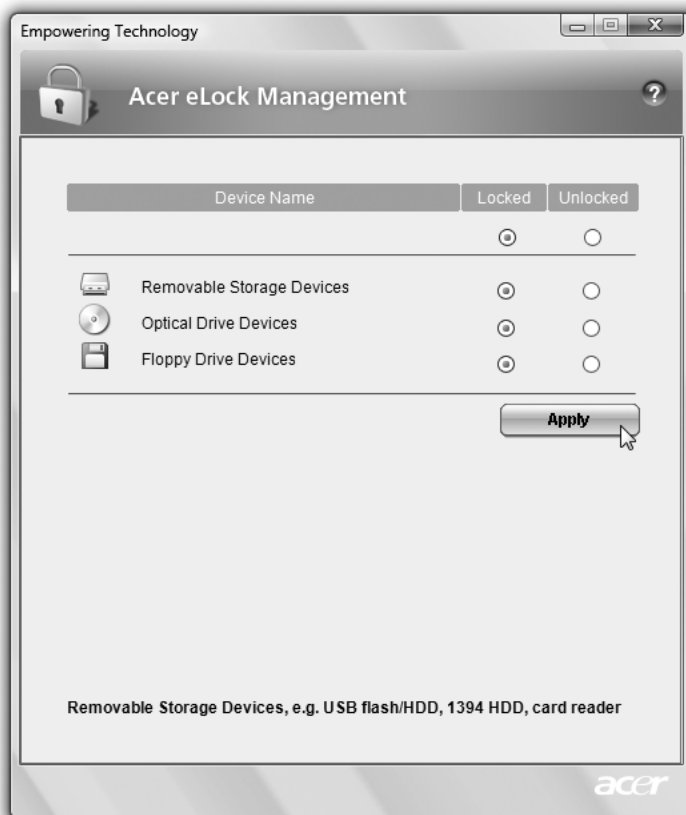 Empowering Technology
Acer eLock Management
?
Device Name Locked Unlocked
Removable Storage Devices
Optical Drive Devices
Floppy Drive Devices
Apply
Removable Storage Devices, e.g. USB flash/HDD, 1394 HDD, card reader
acer